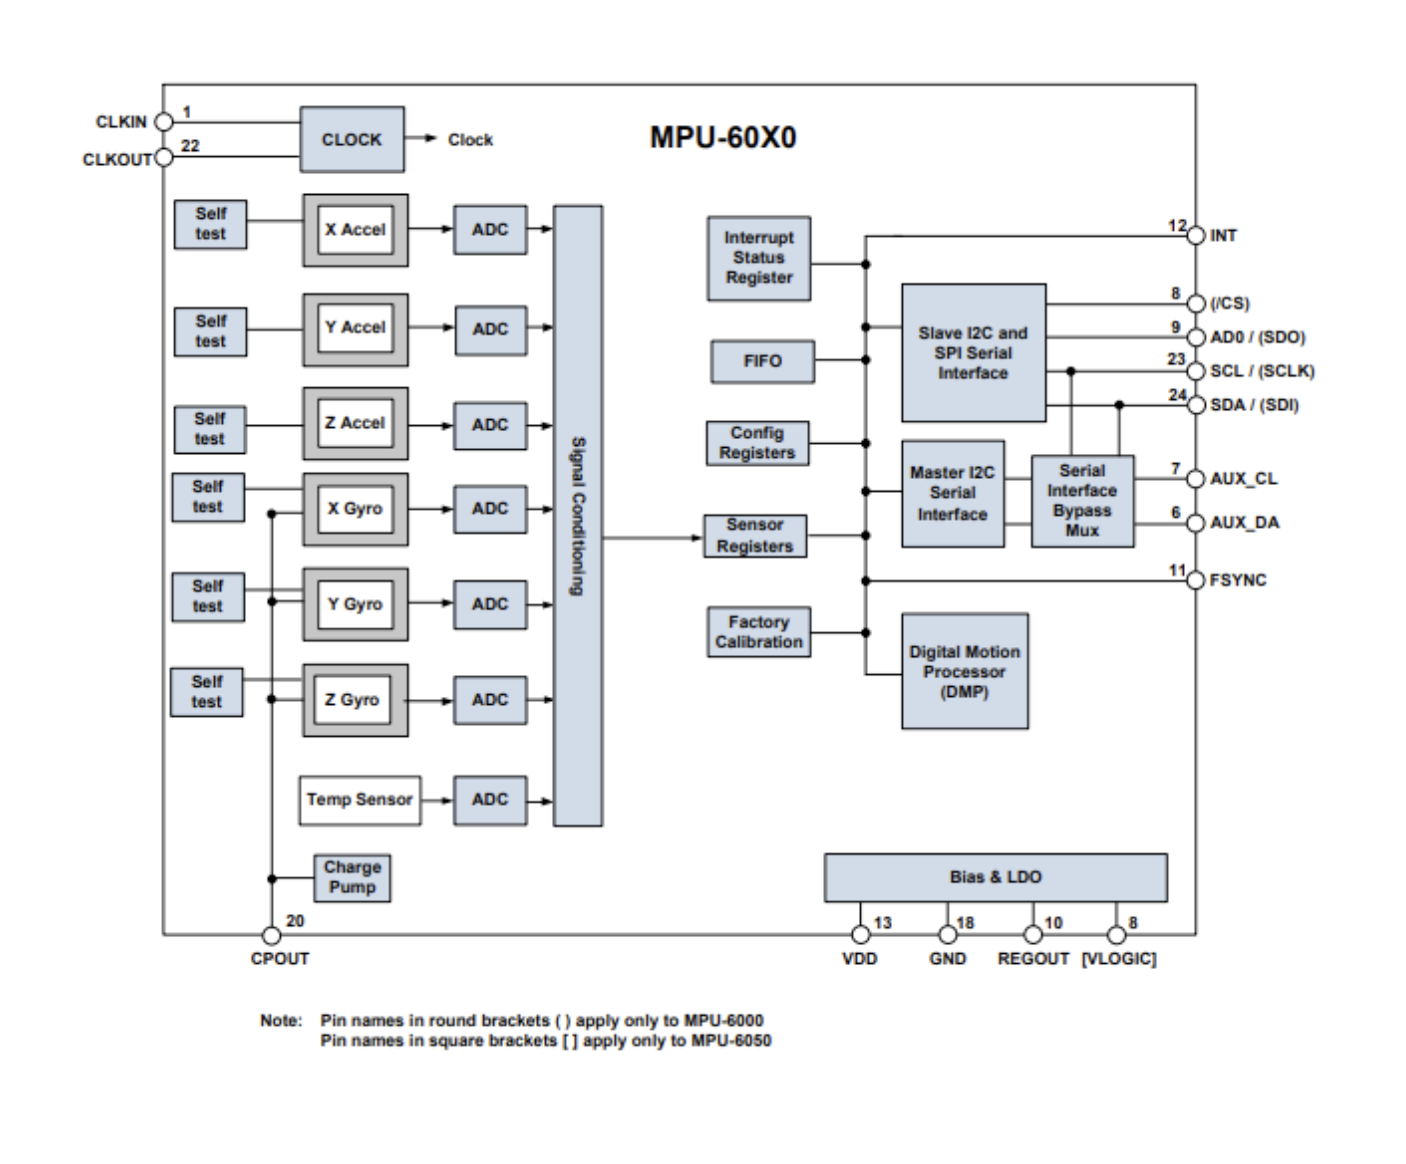 MPU-60X0
CLKIN
1
CLKOUT
22
CLOCK
Clock
Self
test
X Accel
ADC
Self
test
Y Accel
ADC
Self
test
Z Accel
ADC
Self
test
X Gyro
ADC
Self
test
Y Gyro
ADC
Self
test
Z Gyro
ADC
Temp Sensor
ADC
Charge
Pump
20
CPOUT
Signal Conditioning
Interrupt
Status
Register
FIFO
Config
Registers
Sensor
Registers
Factory
Calibration
Slave I2C and
SPI Serial
Interface
Master I2C
Serial
Interface
Serial
Interface
Bypass
Mux
Digital Motion
Processor
(DMP)
12
INT
8
(/CS)
9
AD0 / (SDO)
23
SCL / (SCLK)
24
SDA / (SDI)
7
AUX_CL
6
AUX_DA
11
FSYNC
Bias & LDO
13
VDD
18
GND
10
REGOUT
8
[VLOGIC]
Note: Pin names in round brackets ( ) apply only to MPU-6000
Pin names in square brackets [ ] apply only to MPU-6050